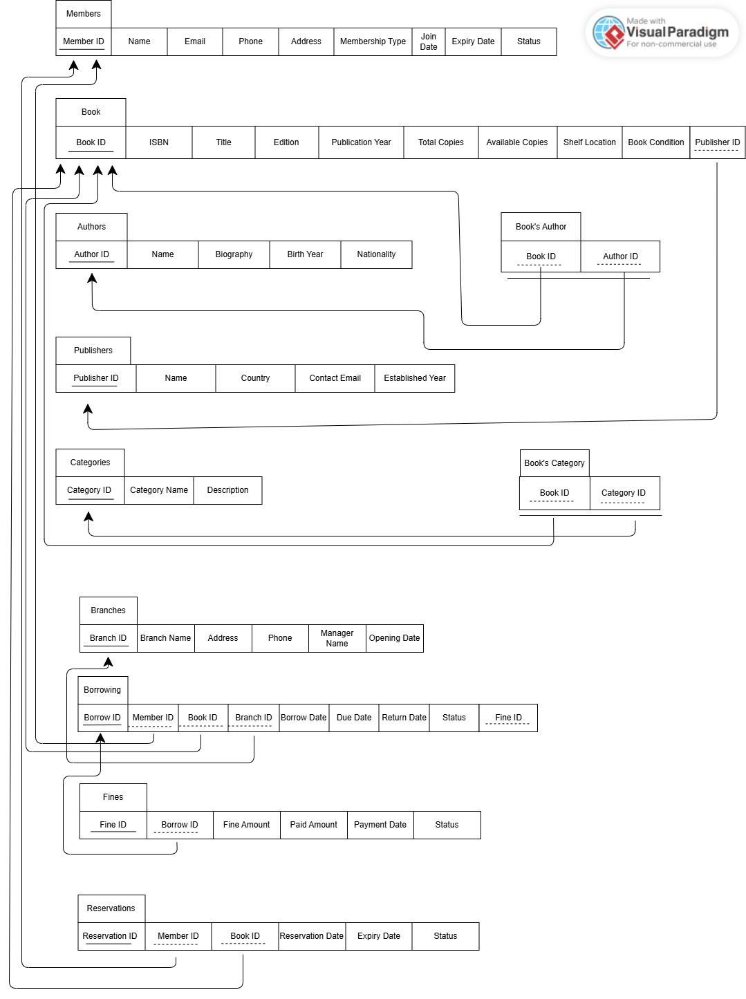 Members
Made with
VisualParadigm
For non-commercial use
Member ID Name Email Phone Address Membership Type Join Date Expiry Date Status
Book
Book ID ISBN Title Edition Publication Year Total Copies Available Copies Shelf Location Book Condition Publisher ID
Authors
Author ID Name Biography Birth Year Nationality
Book's Author
Book ID Author ID
Publishers
Publisher ID Name Country Contact Email Established Year
Categories
Category ID Category Name Description
Book's Category
Book ID Category ID
Branches
Branch ID Branch Name Address Phone Manager Name Opening Date
Borrowing
Borrow ID Member ID Book ID Branch ID Borrow Date Due Date Return Date Status Fine ID
Fines
Fine ID Borrow ID Fine Amount Paid Amount Payment Date Status
Reservations
Reservation ID Member ID Book ID Reservation Date Expiry Date Status